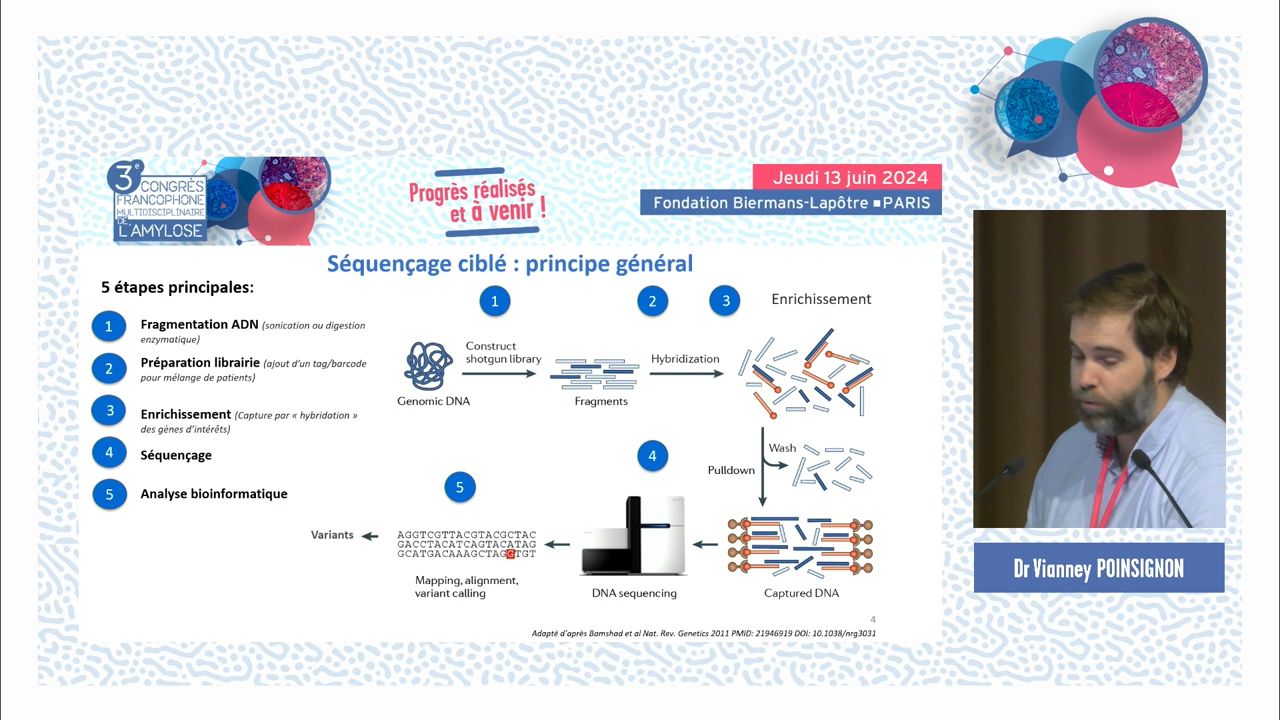 3e
CONGRÈS
FRANCOPHONE
MULTIDISCIPLINAIRE
DE
L'AMYLOSE
Progrès réalisés
et à venir !
Jeudi 13 juin 2024
Fondation Biermans-Lapôtre ■ PARIS
Séquençage ciblé : principe général
5 étapes principales:
1
Fragmentation ADN (sonication ou digestion
enzymatique)
2
Préparation librairie (ajout d'un tag/barcode
pour mélange de patients)
3
Enrichissement (Capture par « hybridation »
des gènes d'intérêts)
4
Séquençage
5
Analyse bioinformatique
1
2
3
Enrichissement
Construct
shotgun library
Hybridization
Genomic DNA
Fragments
Wash
Pulldown
4
5
Variants
AGGTCGTTACGTACGCTAC
GACCTACATCAGTACATAG
GCATGACAAAGCTAGGTGT
Mapping, alignment,
variant calling
DNA sequencing
Captured DNA
4
Adapté d'après Bamshad et al Nat. Rev. Genetics 2011 PMID: 21946919 DOI: 10.1038/nrg3031
Dr Vianney POINSIGNON